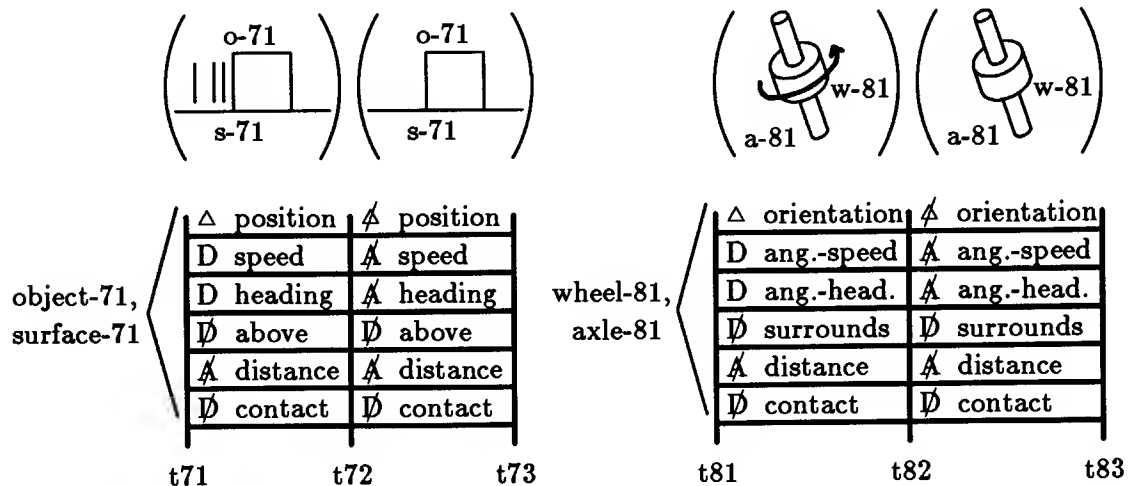 o-71 o-71
w-81 w-81
s-71 s-71
a-81 a-81
△ position △̸ position
D speed A̸ speed
D heading A̸ heading
D̸ above D̸ above
A̸ distance A̸ distance
D̸ contact D̸ contact
object-71,
surface-71
t71 t72 t73
△ orientation △̸ orientation
D ang.-speed A̸ ang.-speed
D ang.-head. A̸ ang.-head.
D̸ surrounds D̸ surrounds
A̸ distance A̸ distance
D̸ contact D̸ contact
wheel-81,
axle-81
t81 t82 t83